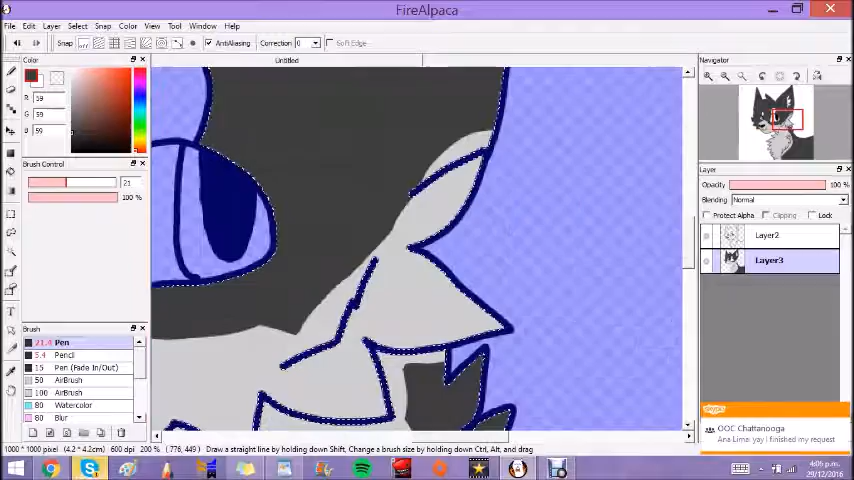 FireAlpaca
File Edit Layer Select Snap Color View Tool Window Help
Snap AntiAliasing Correction 0 Soft Edge
Untitled
Color
R 59
G 59
B 59
Brush Control
21
100 %
Brush
21.4 Pen
5.4 Pencil
15 Pen (Fade In/Out)
50 AirBrush
100 AirBrush
80 Watercolor
80 Blur
Navigator
Layer
Opacity 100 %
Blending Normal
Protect Alpha Clipping Lock
Layer2
Layer3
skype
OOC Chattanooga
Ana Lima: yay I finished my request
1000 * 1000 pixel (4.2 * 4.2cm) 600 dpi 200 % (776, 449) Draw a straight line by holding down Shift, Change a brush size by holding down Ctrl, Alt, and drag
4:06 p.m.
29/12/2016